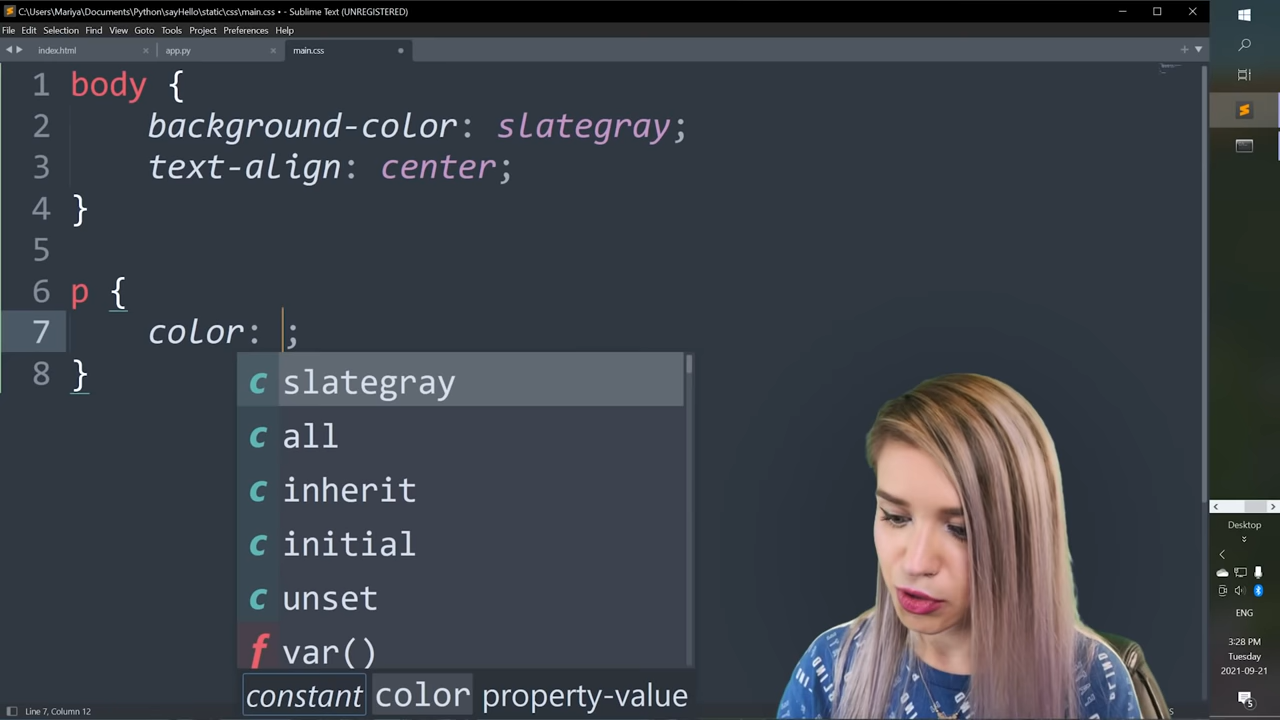 C:\Users\Mariya\Documents\Python\sayHello\static\css\main.css • - Sublime Text (UNREGISTERED)
File Edit Selection Find View Goto Tools Project Preferences Help
index.html × app.py × main.css
1 body {
2 background-color: slategray;
3 text-align: center;
4 }
5
6 p {
7 color: ;
8 }
c slategray
c all
c inherit
c initial
c unset
f var()
constant color property-value
Line 7, Column 12
Desktop
ENG
3:28 PM
Tuesday
2021-09-21
5